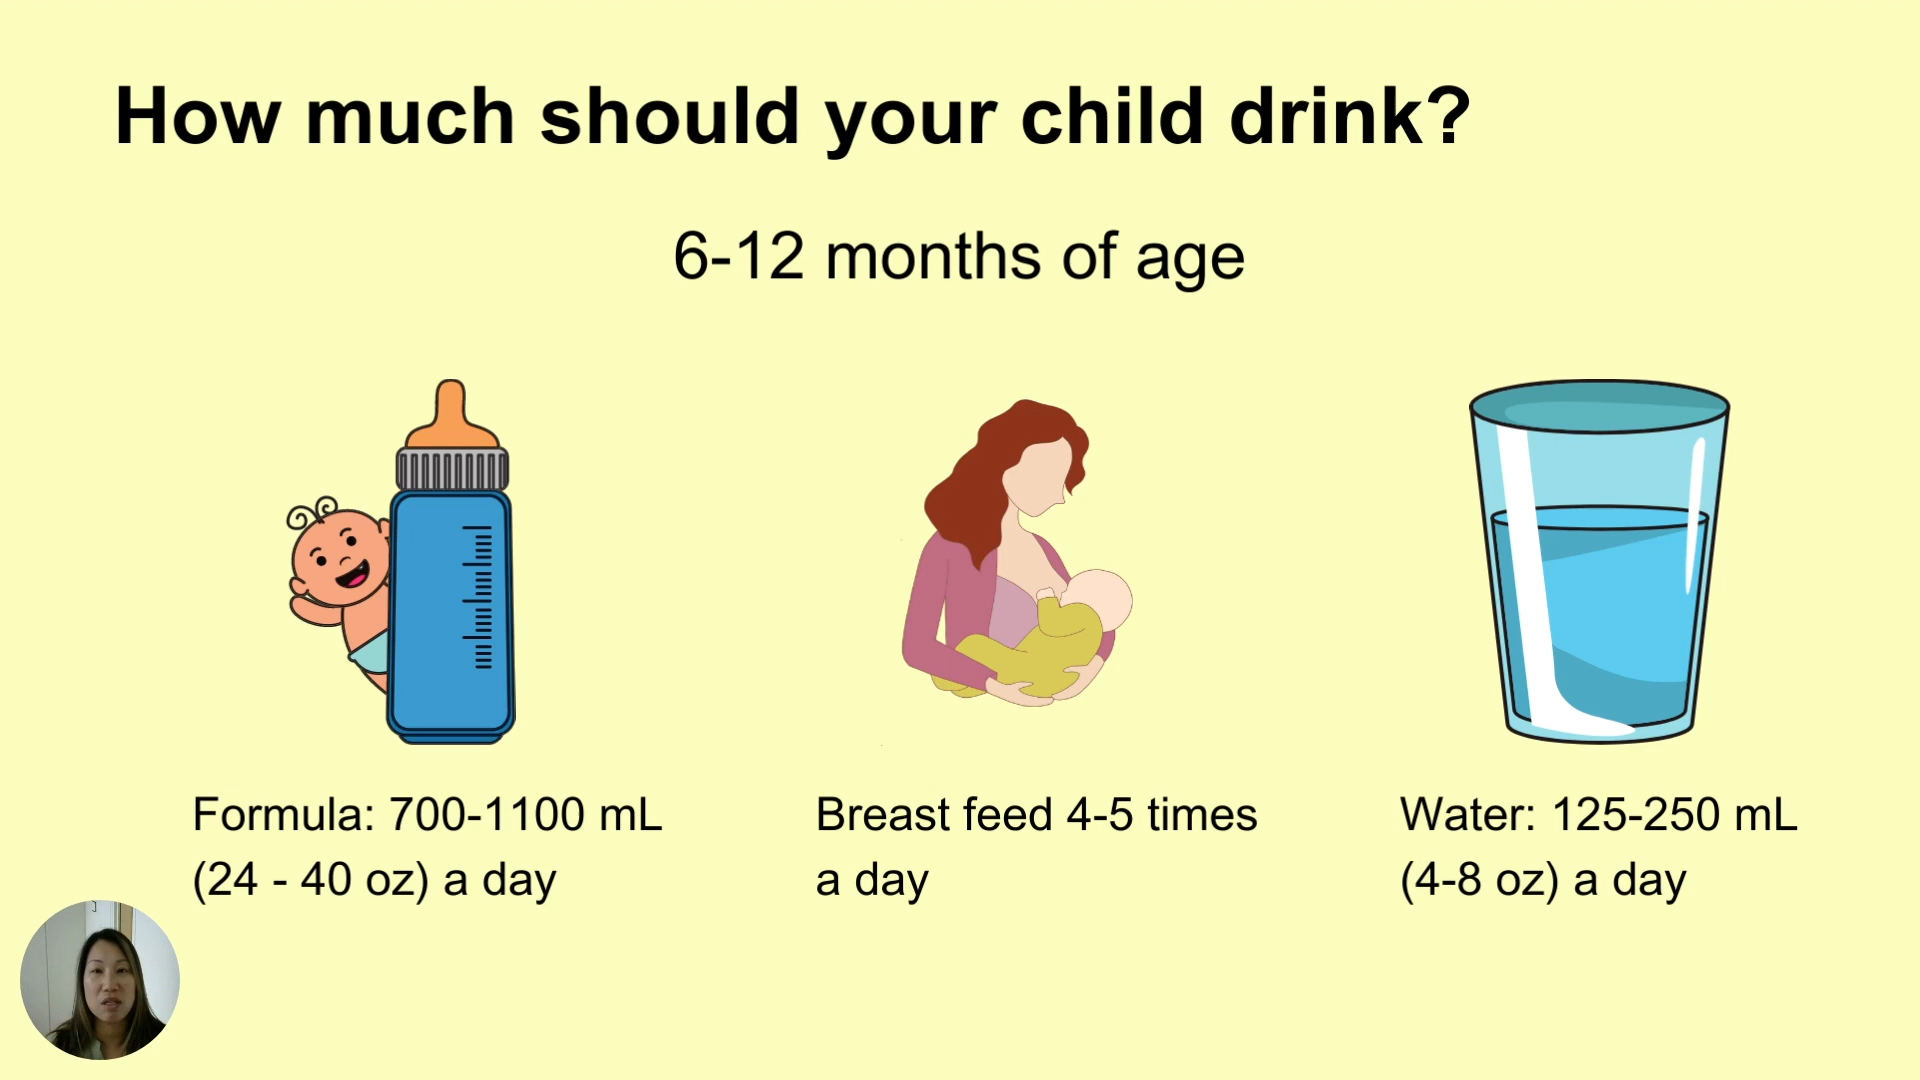 How much should your child drink?
6-12 months of age
Formula: 700-1100 mL
(24 - 40 oz) a day
Breast feed 4-5 times
a day
Water: 125-250 mL
(4-8 oz) a day